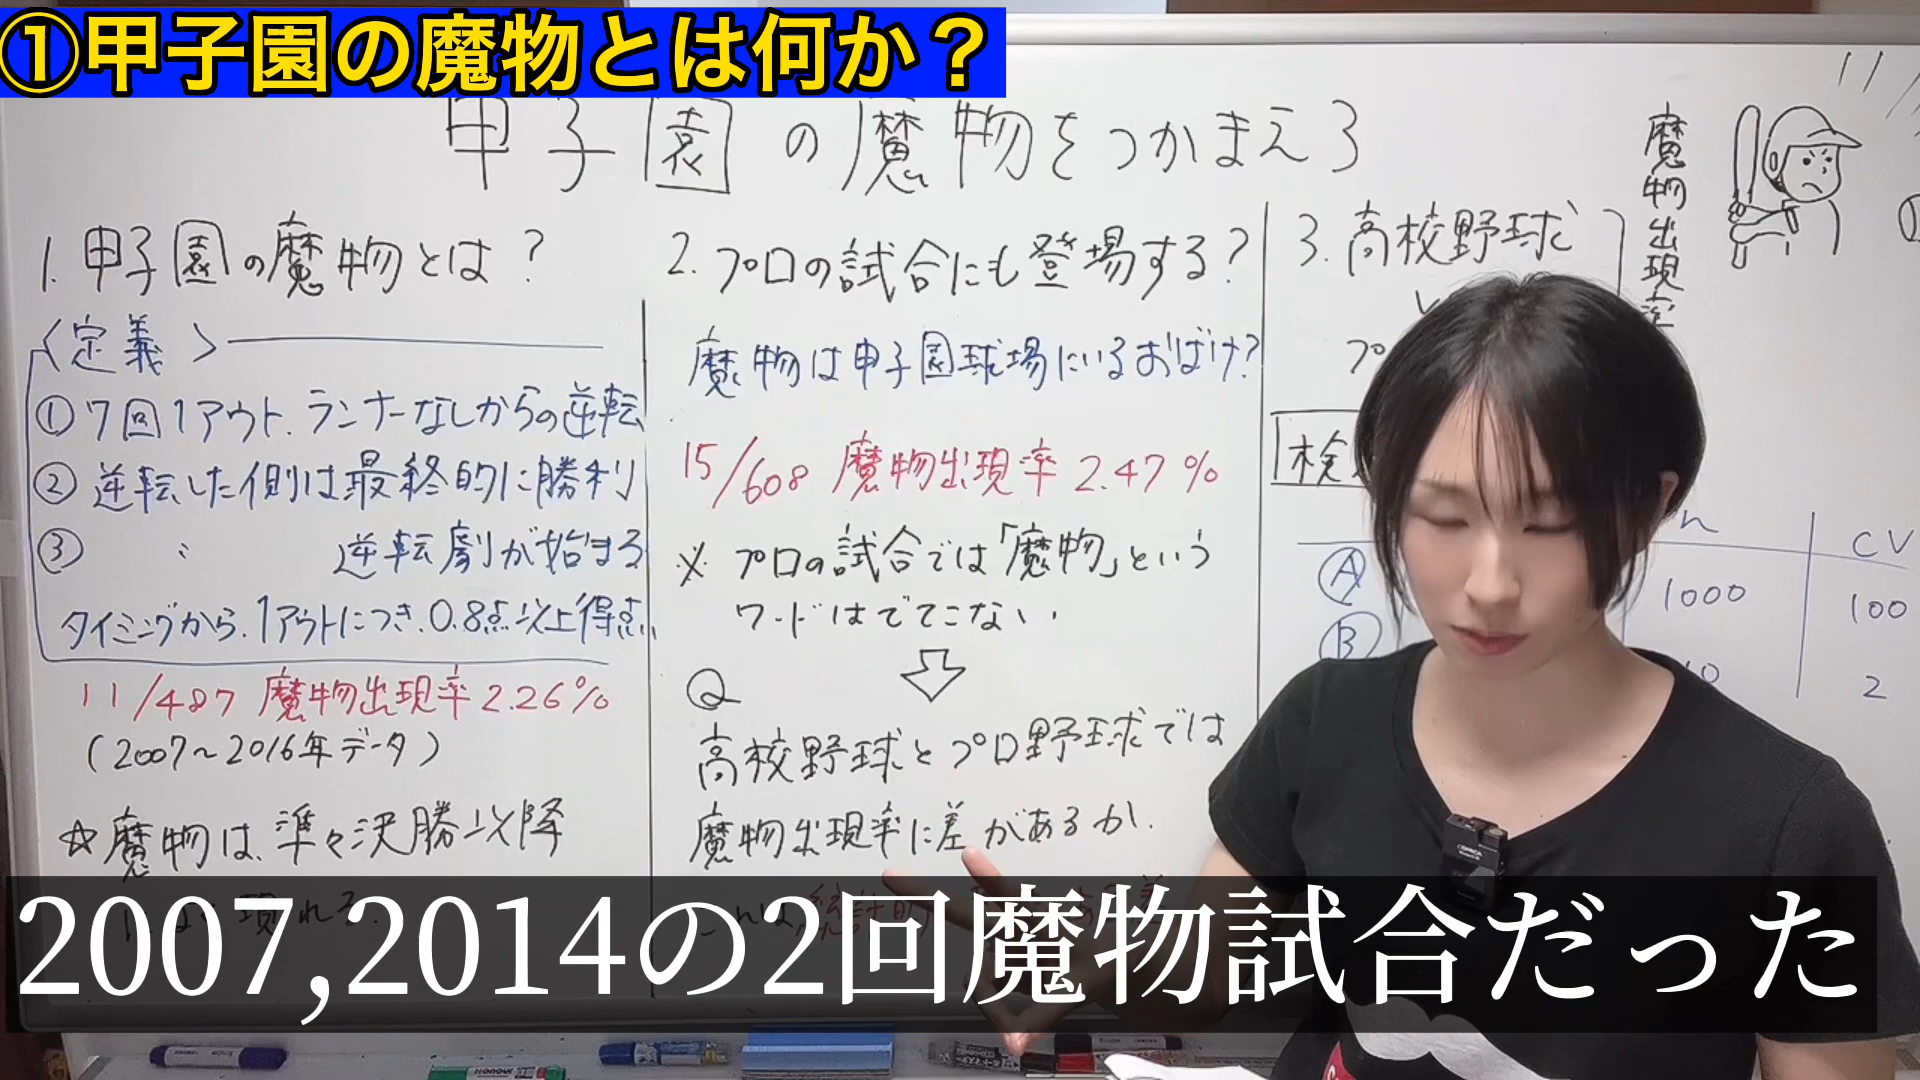 ①甲子園の魔物とは何か？
甲子園の魔物をつかまえろ
1. 甲子園の魔物とは？
〈定義〉
① 7回1アウト.ランナーなしからの逆転
② 逆転した側は最終的に勝利
③ 〃 逆転劇が始まる
タイミングから、1アウトにつき、0.8点以上得点
11/487 魔物出現率2.26%
(2007〜2016年データ)
☆魔物は、準々決勝以降
現れる.
2. プロの試合にも登場する？
魔物は甲子園球場にいるおばけ？
15/608 魔物出現率 2.47%
※ プロの試合では「魔物」という
ワードはでてこない.
Q
高校野球とプロ野球では
魔物出現率に差があるか.
3. 高校野球
魔物出現率
プ
検
n
CV
Ⓐ 1000 100
Ⓑ 2
2007,2014の2回魔物試合だった